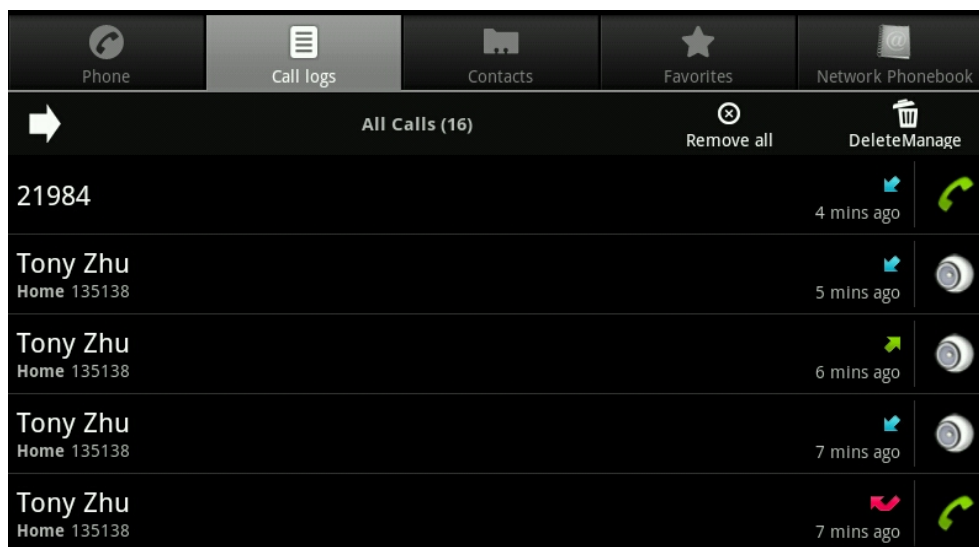 Phone Call logs Contacts Favorites Network Phonebook
All Calls (16) Remove all DeleteManage
21984
4 mins ago
Tony Zhu
Home 135138
5 mins ago
Tony Zhu
Home 135138
6 mins ago
Tony Zhu
Home 135138
7 mins ago
Tony Zhu
Home 135138
7 mins ago